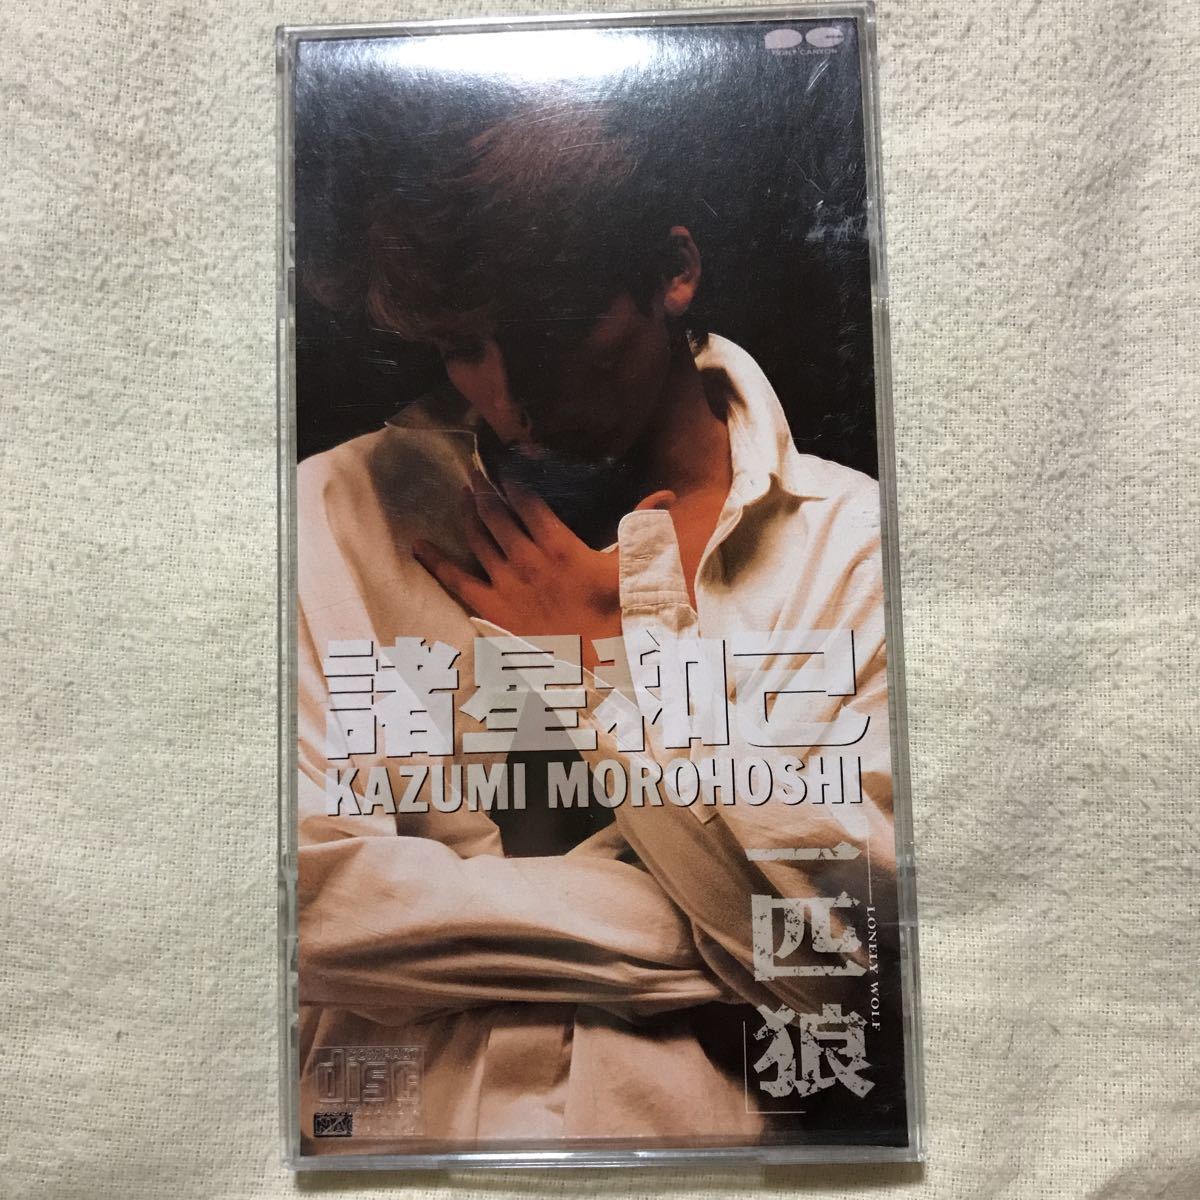 PONY CANYON
諸星和己
KAZUMI MOROHOSHI
一匹狼
LONELY WOLF
COMPACT
disc